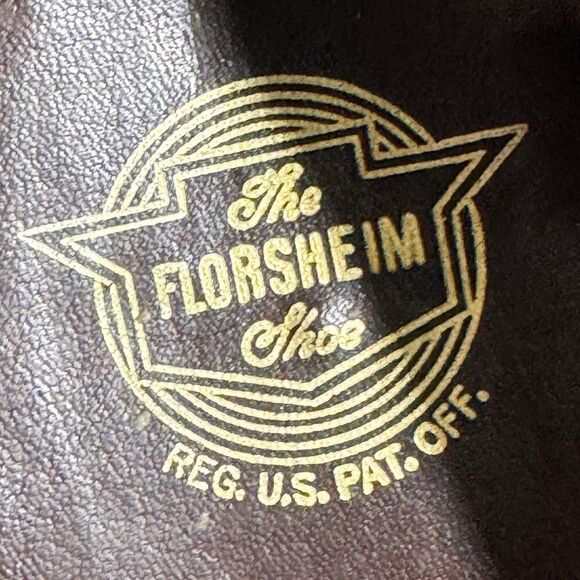 The
FLORSHEIM
Shoe
REG. U.S. PAT. OFF.